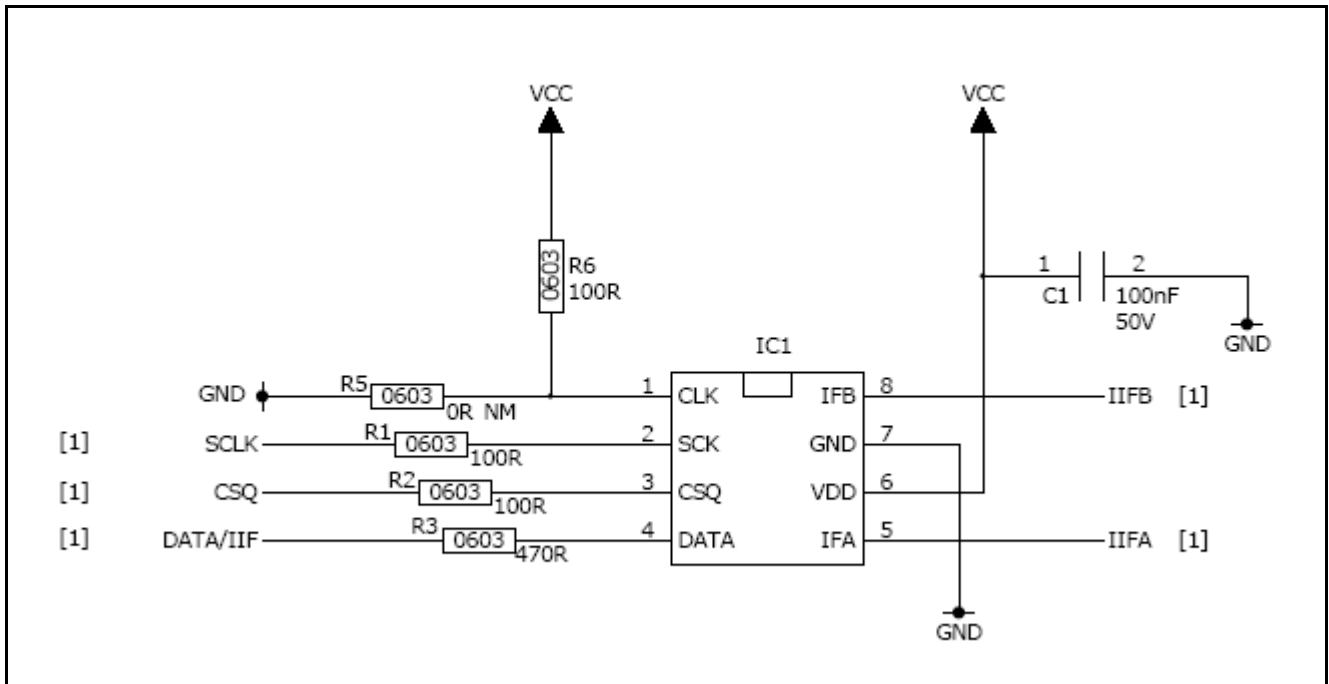 VCC VCC
0603 R6
100R
1 2
C1 100nF
50V
GND
IC1
GND R5 0603 0R NM 1 CLK IFB 8 IIFB [1]
[1] SCLK R1 0603 100R 2 SCK GND 7
[1] CSQ R2 0603 100R 3 CSQ VDD 6
[1] DATA/IIF R3 0603 470R 4 DATA IFA 5 IIFA [1]
GND